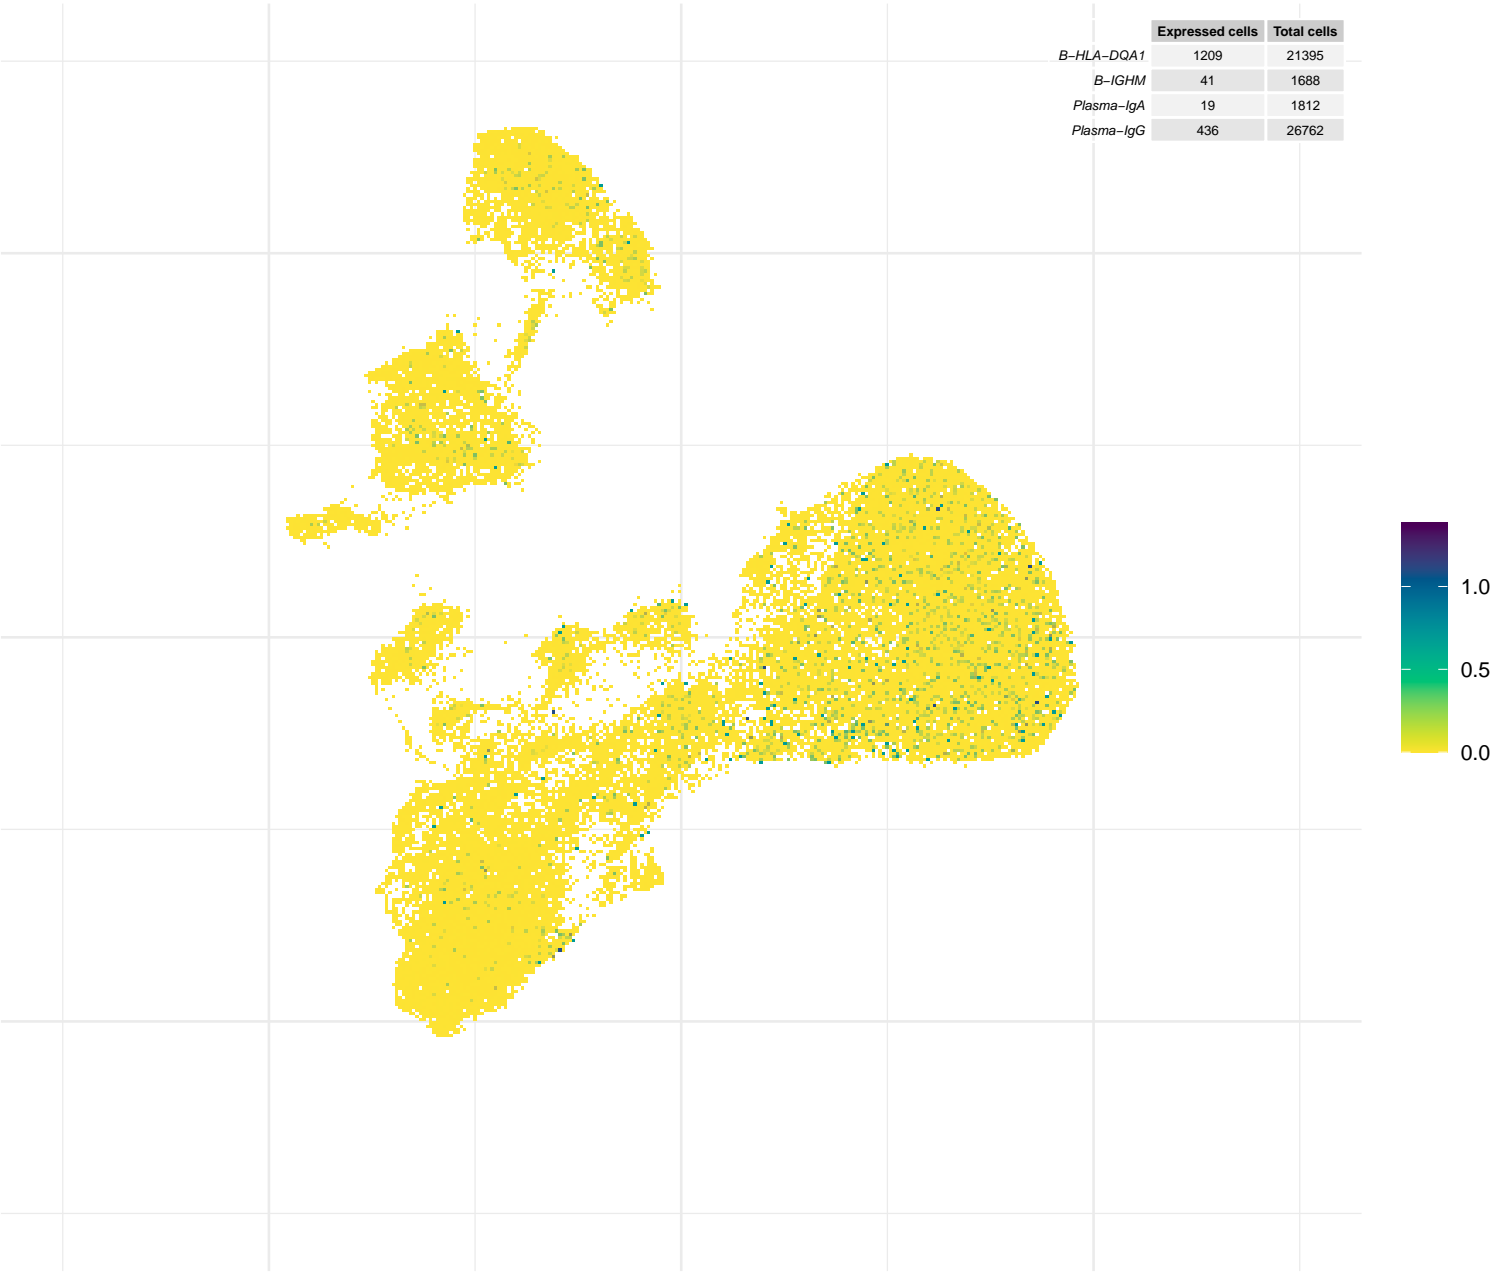 Expressed cells Total cells
B–HLA–DQA1 1209 21395
B–IGHM 41 1688
Plasma–IgA 19 1812
Plasma–IgG 436 26762
1.0
0.5
0.0